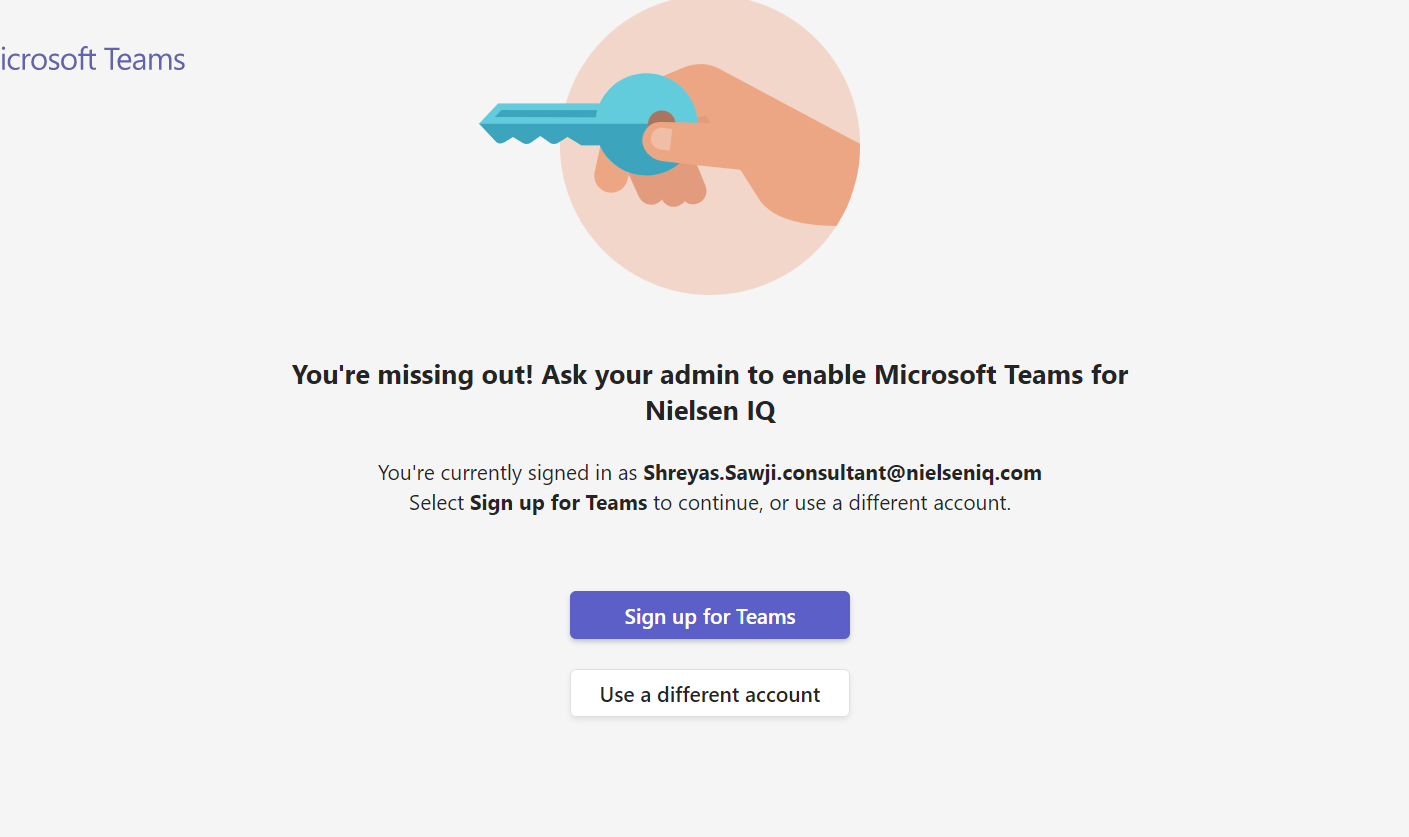 icrosoft Teams
You're missing out! Ask your admin to enable Microsoft Teams for
Nielsen IQ
You're currently signed in as Shreyas.Sawji.consultant@nielseniq.com
Select Sign up for Teams to continue, or use a different account.
Sign up for Teams
Use a different account